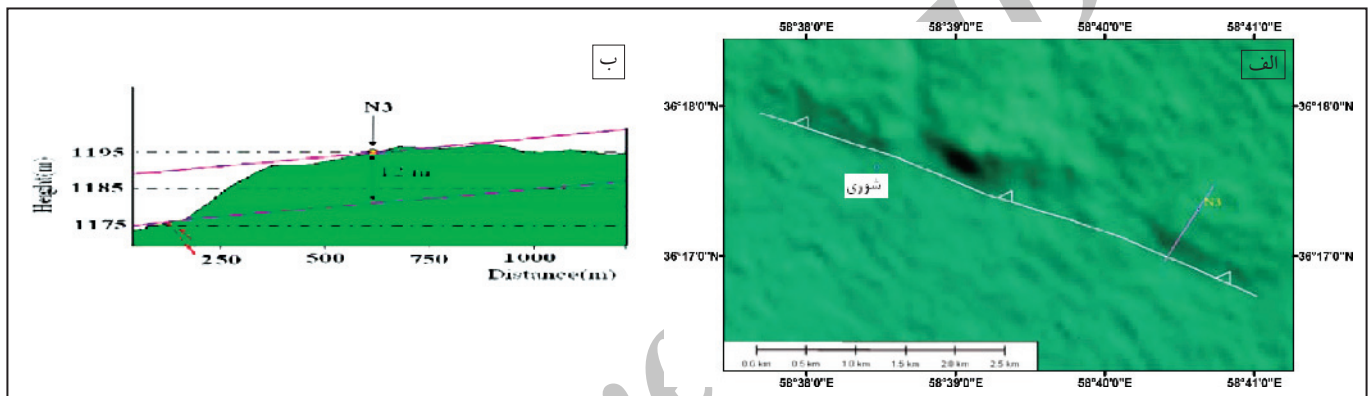 ب
N3
12 m
Height(m)
1195
1185
1175
250 500 750 1000
Distance(m)
58°38'0"E 58°39'0"E 58°40'0"E 58°41'0"E
الف
36°18'0"N 36°18'0"N
شوری
N3
36°17'0"N 36°17'0"N
0.0 km 0.5 km 1.0 km 1.5 km 2.0 km 2.5 km
58°38'0"E 58°39'0"E 58°40'0"E 58°41'0"E